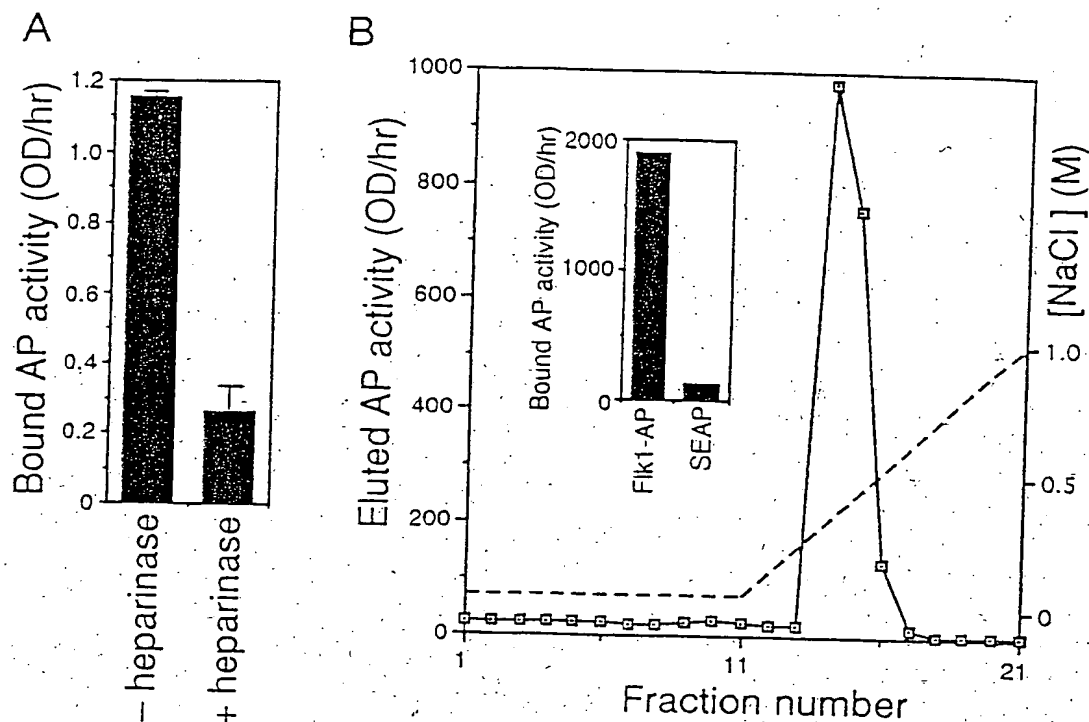 A
Bound AP activity (OD/hr)
1.2
1.0
0.8
0.6
0.4
0.2
0
– heparinase
+ heparinase
B
Eluted AP activity (OD/hr)
1000
800
600
400
200
0
Bound AP activity (OD/hr)
2000
1000
0
Flk1-AP
SEAP
[NaCl] (M)
1.0
0.5
0
1
11
21
Fraction number